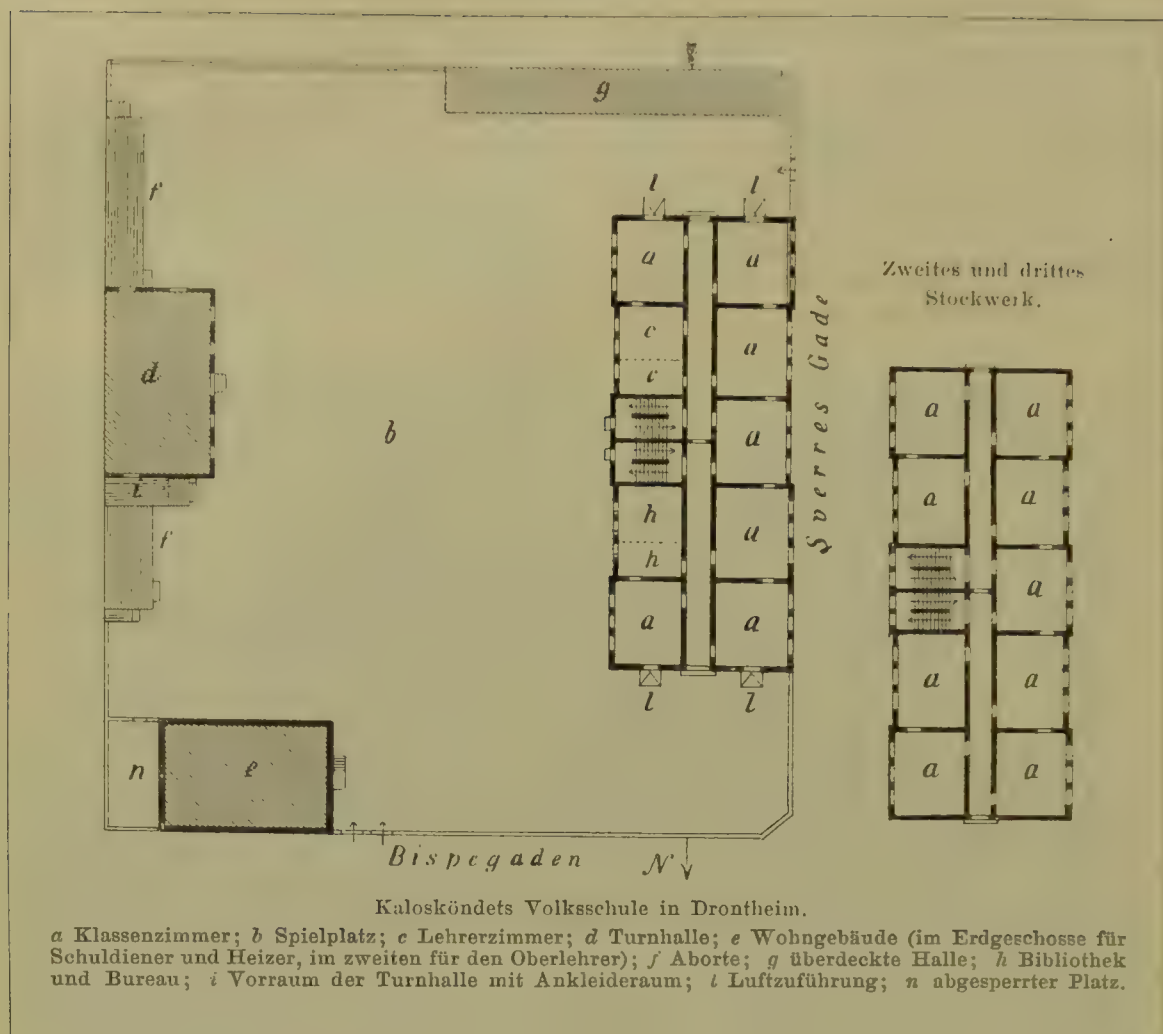 g
f
l
l
a
a
Zweites und drittes
Stockwerk.
Sverres Gade
c
a
c
d
b
a
a
a
a
a
i
h
a
a
f
h
a
a
a
a
a
l
l
n
e
a
a
Bispegaden
N
Kalosköndets Volksschule in Drontheim.
a Klassenzimmer; b Spielplatz; c Lehrerzimmer; d Turnhalle; e Wohngebäude (im Erdgeschosse für
Schuldiener und Heizer, im zweiten für den Oberlehrer); f Aborte; g überdeckte Halle; h Bibliothek
und Bureau; i Vorraum der Turnhalle mit Ankleideraum; l Luftzuführung; n abgesperrter Platz.